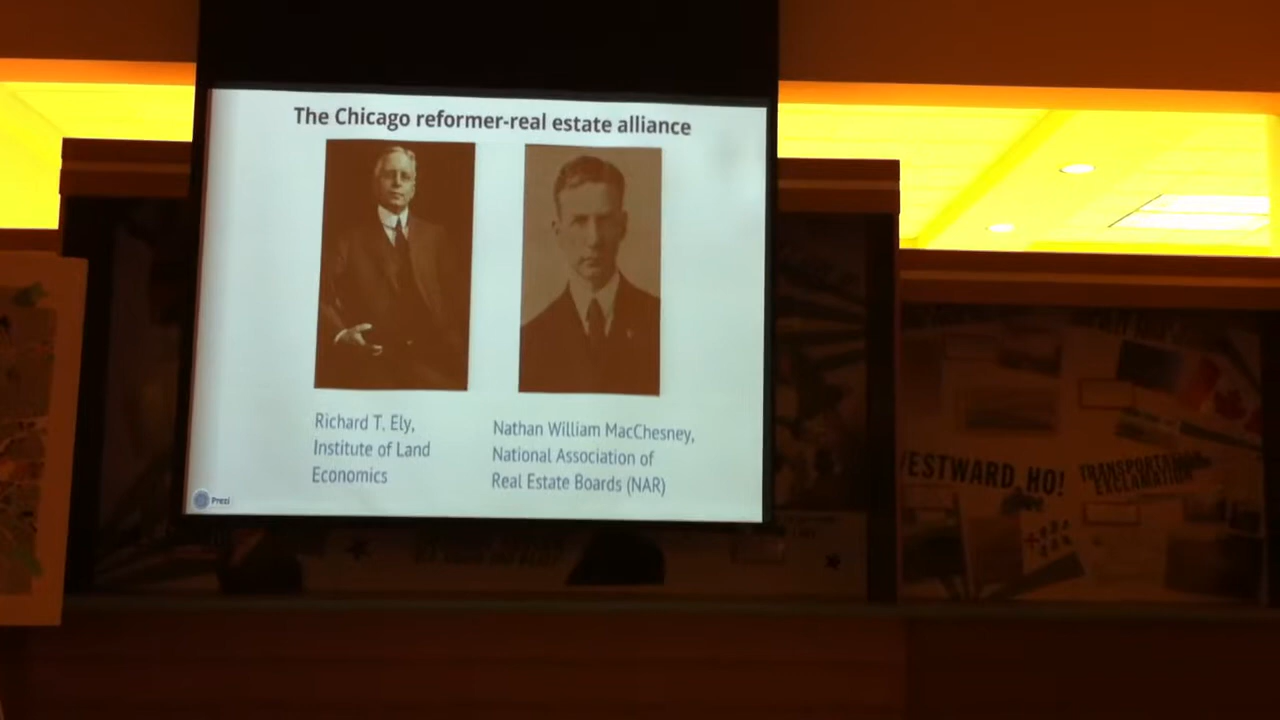 The Chicago reformer-real estate alliance
Richard T. Ely,
Institute of Land
Economics
Nathan William MacChesney,
National Association of
Real Estate Boards (NAR)
Prezi
WESTWARD HO!
TRANSPORTATION
EXCLAMATION